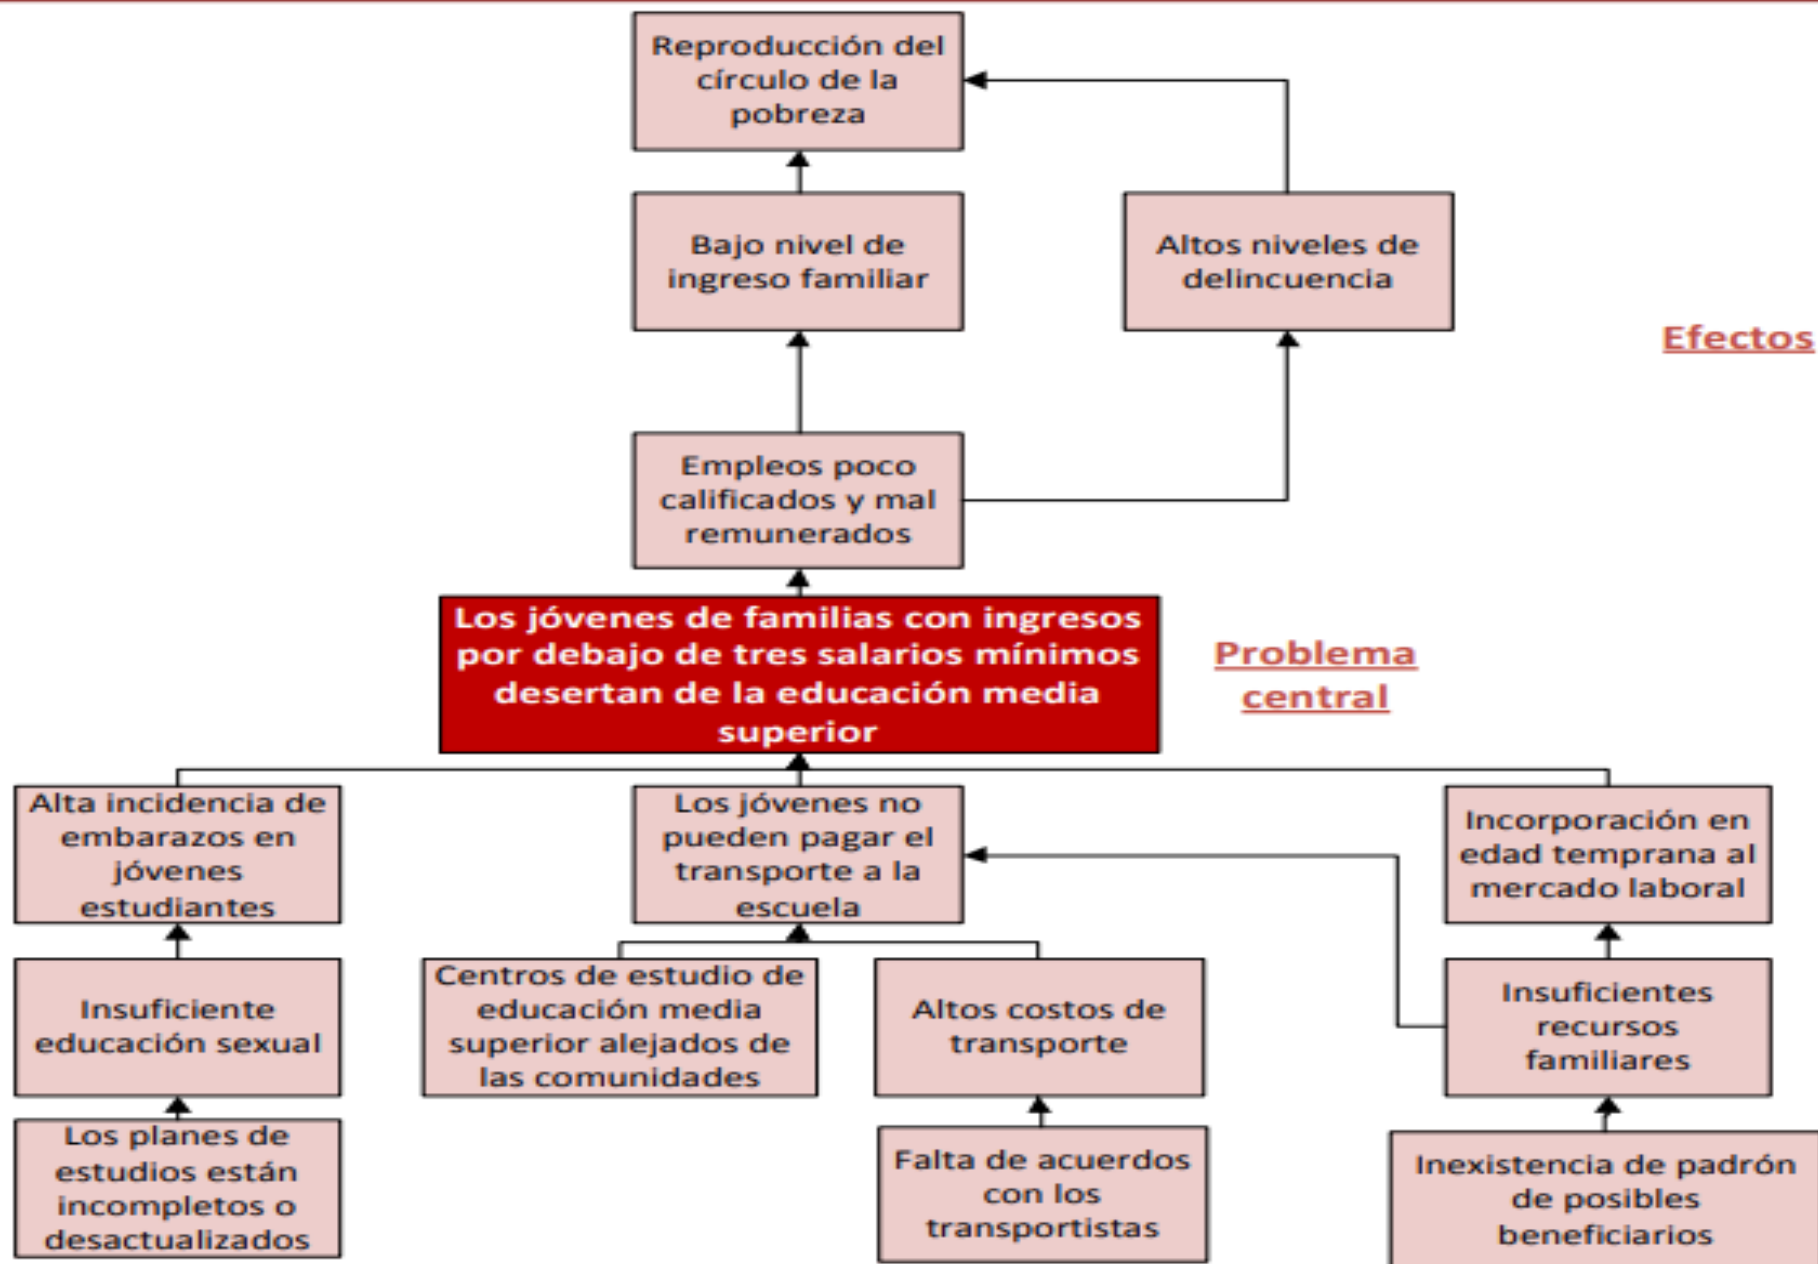 Reproducción del
círculo de la
pobreza
Bajo nivel de
ingreso familiar
Altos niveles de
delincuencia
Efectos
Empleos poco
calificados y mal
remunerados
Los jóvenes de familias con ingresos
por debajo de tres salarios mínimos
desertan de la educación media
superior
Problema
central
Alta incidencia de
embarazos en
jóvenes
estudiantes
Los jóvenes no
pueden pagar el
transporte a la
escuela
Incorporación en
edad temprana al
mercado laboral
Insuficiente
educación sexual
Centros de estudio de
educación media
superior alejados de
las comunidades
Altos costos de
transporte
Insuficientes
recursos
familiares
Los planes de
estudios están
incompletos o
desactualizados
Falta de acuerdos
con los
transportistas
Inexistencia de padrón
de posibles
beneficiarios